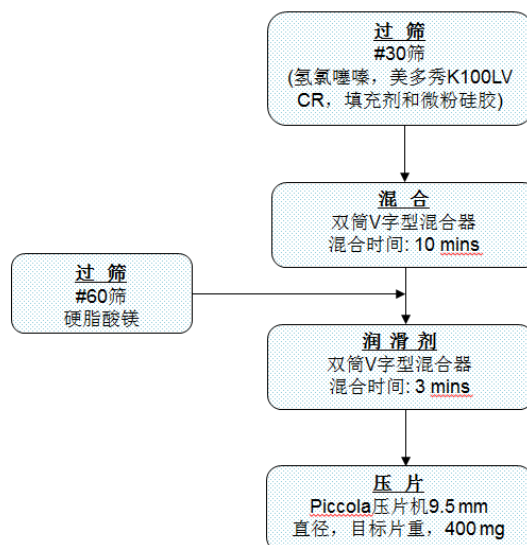 过 筛
#30筛
(氢氯噻嗪，美多秀K100LV
CR，填充剂和微粉硅胶)
混 合
双筒V字型混合器
混合时间: 10 mins
过 筛
#60筛
硬脂酸镁
润 滑 剂
双筒V字型混合器
混合时间: 3 mins
压 片
Piccola压片机9.5 mm
直径，目标片重，400 mg